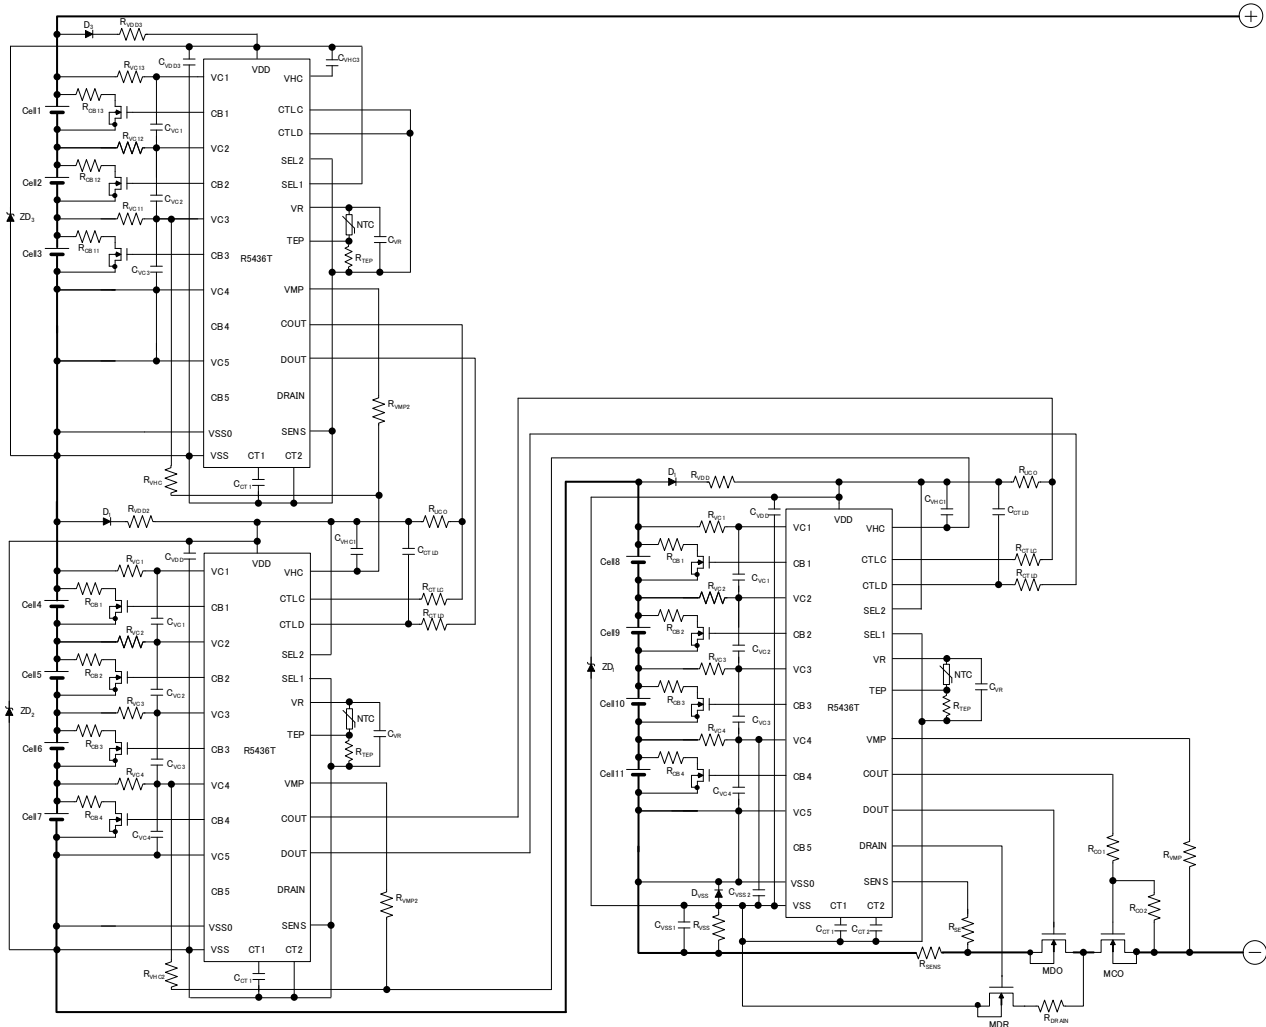 D3
RVDD3
CVDD3
VDD
CVHC3
RVC13
VC1
VHC
Cell1
RCB13
CB1
CTLC
CVC1
CTLD
RVC12
VC2
SEL2
Cell2
RCB12
CB2
SEL1
CVC2
RVC11
VC3
VR
ZD3
NTC
TEP
CVR
Cell3
RCB11
CB3
R5436T
RTEP
CVC3
VC4
VMP
CB4
COUT
VC5
DOUT
CB5
DRAIN
RVMP2
VSS0
SENS
VSS
CT1
CT2
RVHC
CCT1
RVDD2
RUCO
CVHC1
CTLD
CVDD
VDD
RVC1
VC1
VHC
RCTLC
Cell4
RCB1
CB1
CTLC
RCTLD
CVC1
CTLD
RVC2
VC2
SEL2
Cell5
RCB2
CB2
SEL1
CVC2
RVC3
VC3
VR
ZD2
NTC
TEP
CVR
Cell6
RCB3
CB3
R5436T
RTEP
CVC3
RVC4
VC4
VMP
Cell7
RCB4
CB4
COUT
CVC4
VC5
DOUT
CB5
DRAIN
RVMP2
VSS0
SENS
VSS
CT1
CT2
RVHC2
CCT1
RVDD
RUCO
CVHC1
CCTLD
CVDD
VDD
RVC1
VC1
VHC
Cell8
RCB1
CB1
CTLC
RCTLC
CVC1
CTLD
RCTLD
RVC2
VC2
SEL2
Cell9
RCB2
CB2
SEL1
CVC2
RVC3
VC3
VR
ZD1
NTC
TEP
CVR
Cell10
RCB3
CB3
R5436T
RTEP
CVC3
RVC4
VC4
VMP
Cell11
RCB4
CB4
COUT
CVC4
VC5
DOUT
CB5
DRAIN
RCO1
RVMP
VSS0
SENS
DVSS
CVSS2
VSS
CT1
CT2
RCO2
CVSS1
RVSS
CCT1
CCT2
RSE
RSENS
MDO
MCO
MDR
RDRAIN